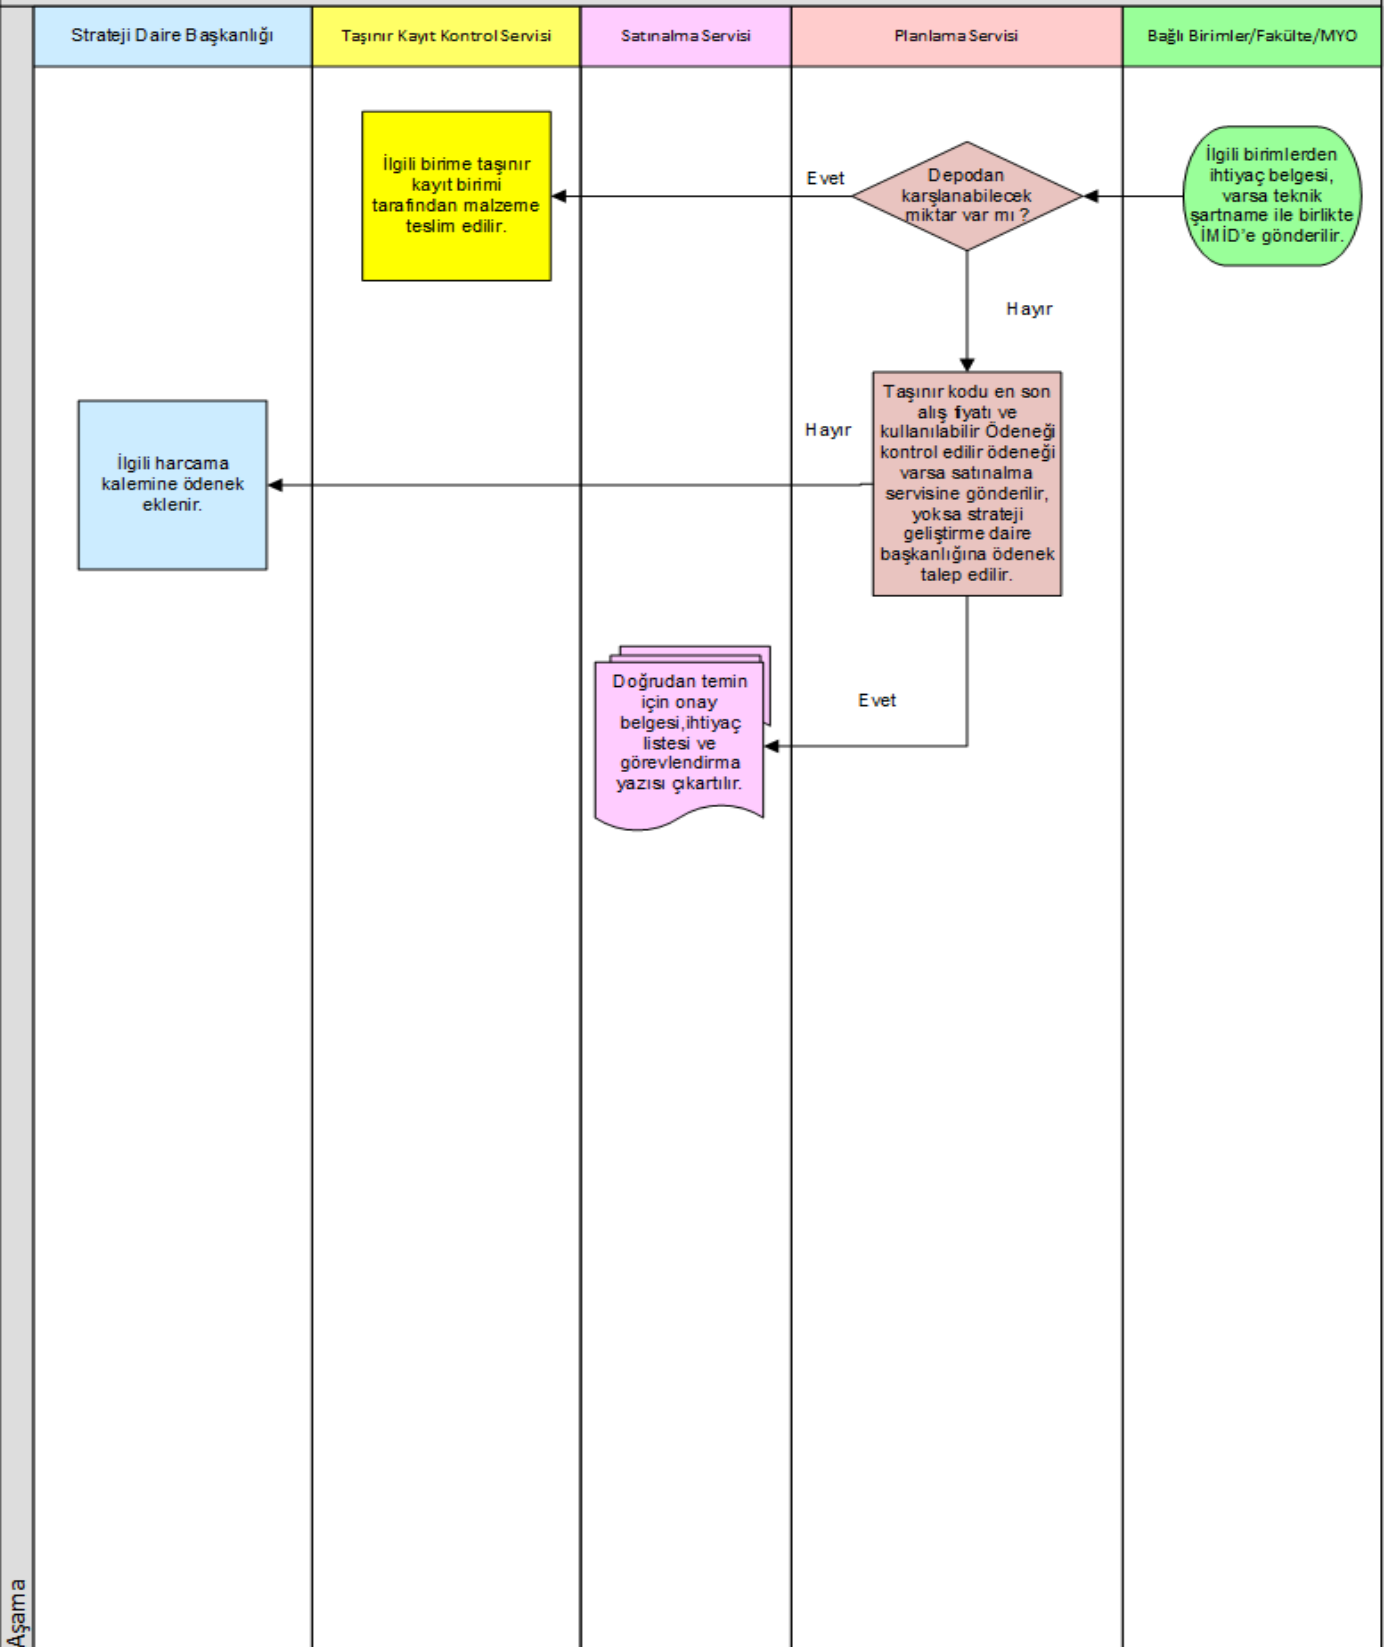 Strateji Daire Başkanlığı
Taşınır Kayıt Kontrol Servisi
Satınalma Servisi
Planlama Servisi
Bağlı Birimler/Fakülte/MYO
İlgili birime taşınır
kayıt birimi
tarafından malzeme
teslim edilir.
Evet
Depodan
karşlanabilecek
miktar var mı ?
İlgili birimlerden
ihtiyaç belgesi,
varsa teknik
şartname ile birlikte
İMİD'e gönderilir.
Hayır
İlgili harcama
kalemine ödenek
eklenir.
Hayır
Taşınır kodu en son
alış fiyatı ve
kullanılabilir Ödeneği
kontrol edilir ödeneği
varsa satınalma
servisine gönderilir,
yoksa strateji
geliştirme daire
başkanlığına ödenek
talep edilir.
Doğrudan temin
için onay
belgesi,ihtiyaç
listesi ve
görevlendirma
yazısı çıkartılır.
Evet
Aşama